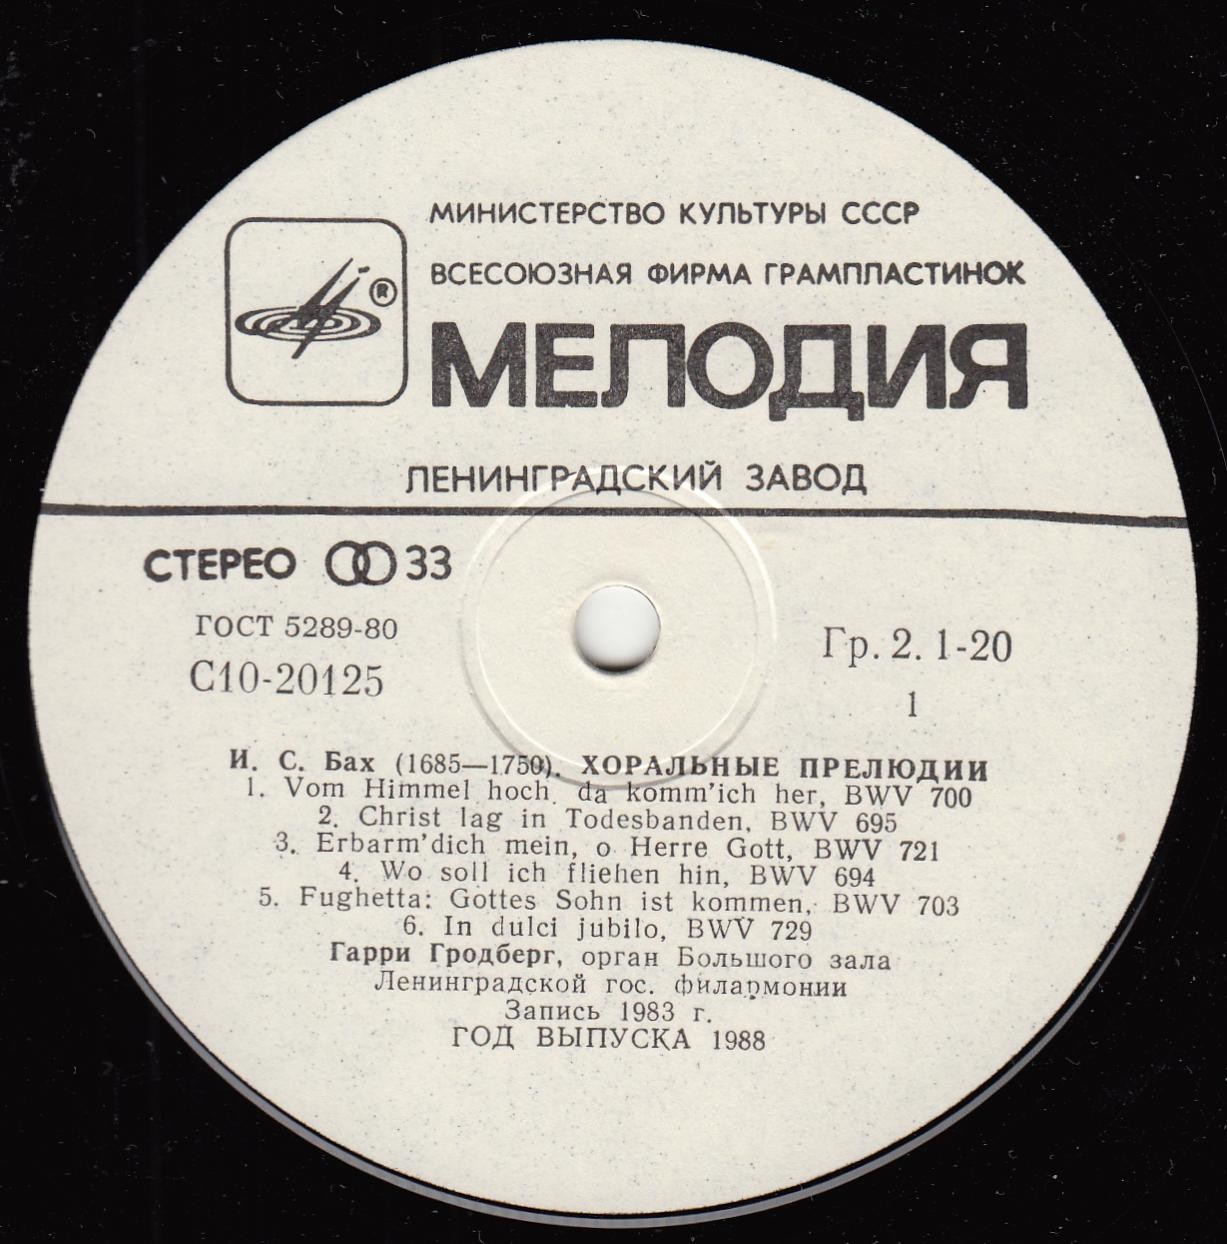 МИНИСТЕРСТВО КУЛЬТУРЫ СССР
ВСЕСОЮЗНАЯ ФИРМА ГРАМПЛАСТИНОК
®
МЕЛОДИЯ
ЛЕНИНГРАДСКИЙ ЗАВОД
СТЕРЕО 33
ГОСТ 5289-80
С10-20125
Гр. 2. 1-20
1
И. С. Бах (1685—1750). ХОРАЛЬНЫЕ ПРЕЛЮДИИ
1. Vom Himmel hoch, da komm'ich her, BWV 700
2. Christ lag in Todesbanden, BWV 695
3. Erbarm'dich mein, o Herre Gott, BWV 721
4. Wo soll ich fliehen hin, BWV 694
5. Fughetta: Gottes Sohn ist kommen, BWV 703
6. In dulci jubilo, BWV 729
Гарри Гродберг, орган Большого зала
Ленинградской гос. филармонии
Запись 1983 г.
ГОД ВЫПУСКА 1988